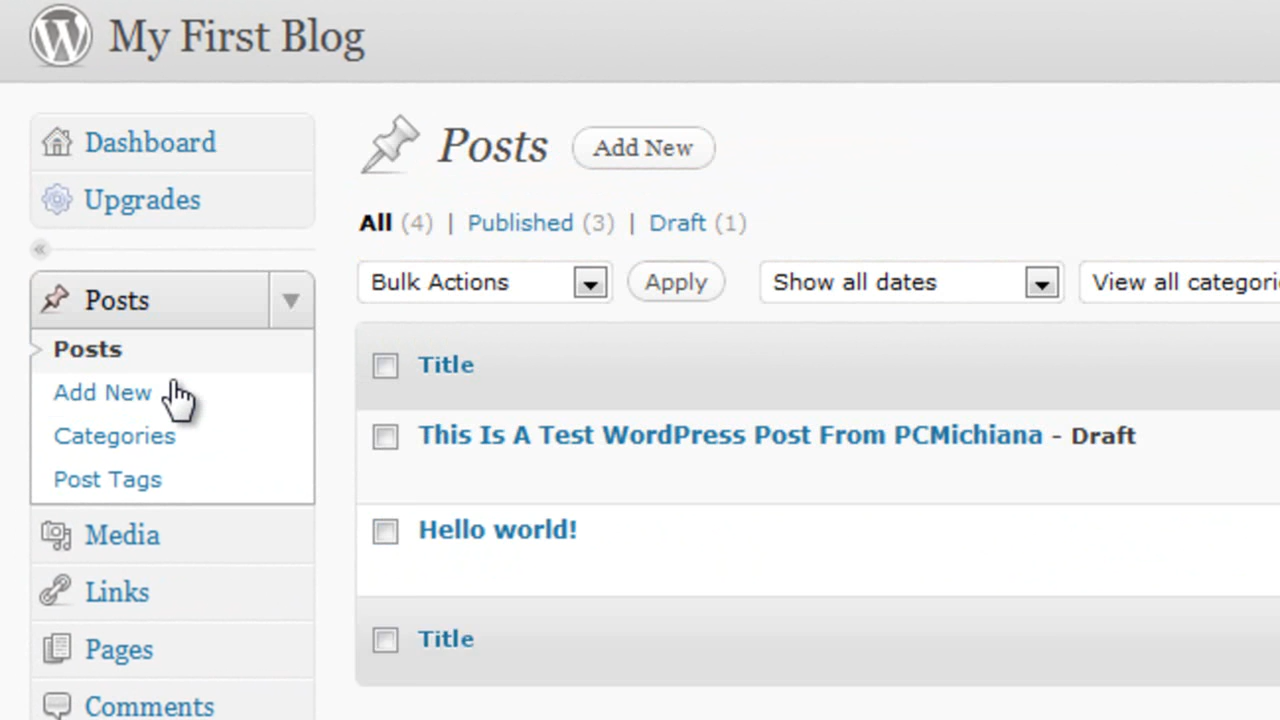 My First Blog
Dashboard
Upgrades
Posts
Posts
Add New
Categories
Post Tags
Media
Links
Pages
Comments
Posts Add New
All (4) | Published (3) | Draft (1)
Bulk Actions Apply Show all dates View all categori
Title
This Is A Test WordPress Post From PCMichiana - Draft
Hello world!
Title